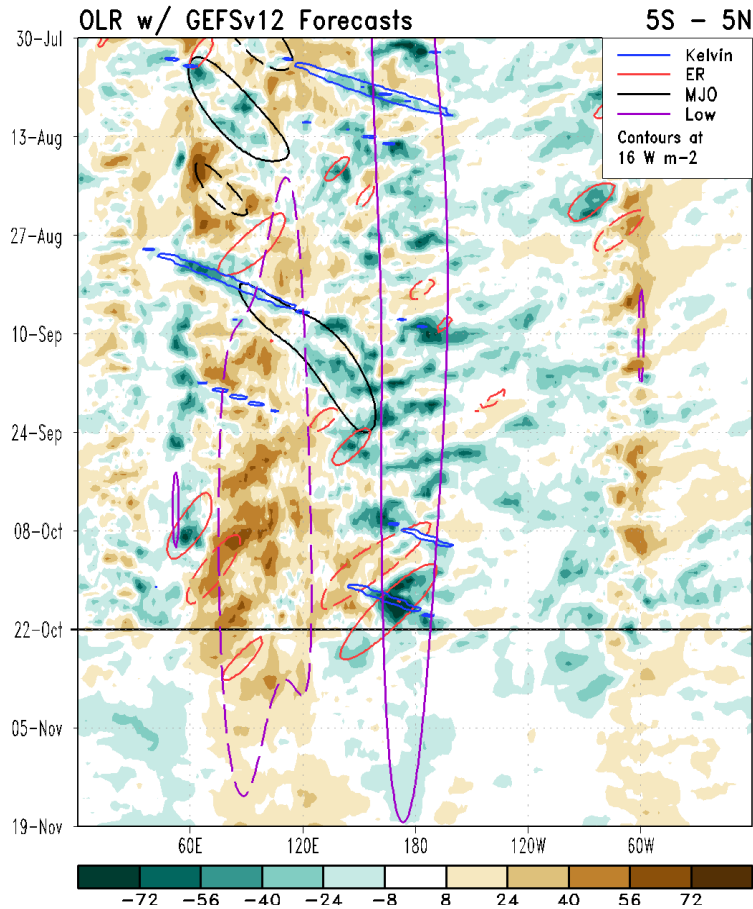 OLR w/ GEFSv12 Forecasts 5S - 5N
30-Jul
13-Aug
27-Aug
10-Sep
24-Sep
08-Oct
22-Oct
05-Nov
19-Nov
Kelvin
ER
MJO
Low
Contours at
16 W m-2
60E 120E 180 120W 60W
-72 -56 -40 -24 -8 8 24 40 56 72